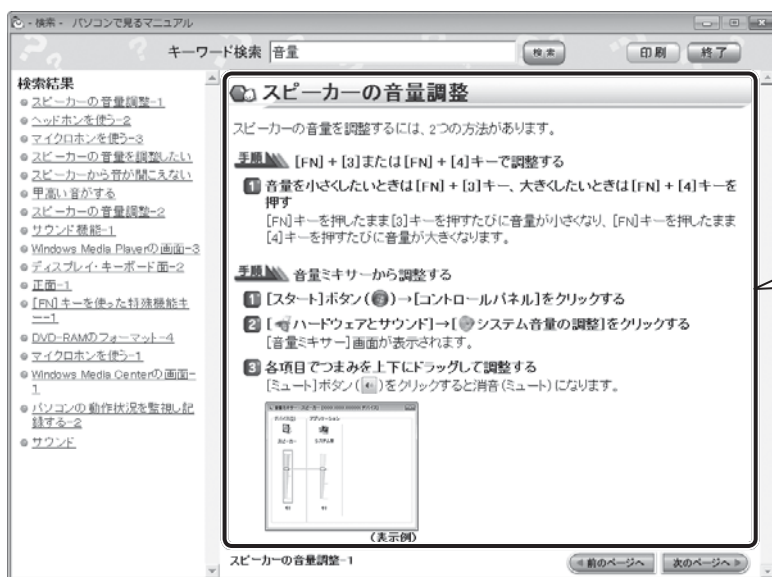 - 検索 - パソコンで見るマニュアル
キーワード検索 音量 検索 印刷 終了
検索結果
スピーカーの音量調整-1
ヘッドホンを使う-2
マイクロホンを使う-3
スピーカーの音量を調整したい
スピーカーから音が聞こえない
甲高い音がする
スピーカーの音量調整-2
サウンド機能-1
Windows Media Playerの画面-3
ディスプレイ・キーボード面-2
正面-1
[FN]キーを使った特殊機能キ
ー-1
DVD-RAMのフォーマット-4
マイクロホンを使う-1
Windows Media Centerの画面-
1
パソコンの動作状況を監視し記
録する-2
サウンド
スピーカーの音量調整
スピーカーの音量を調整するには、2つの方法があります。
手順 [FN]+[3]または[FN]+[4]キーで調整する
1 音量を小さくしたいときは[FN]+[3]キー、大きくしたいときは[FN]+[4]キーを
押す
[FN]キーを押したまま[3]キーを押すたびに音量が小さくなり、[FN]キーを押したまま
[4]キーを押すたびに音量が大きくなります。
手順 音量ミキサーから調整する
1 [スタート]ボタン()→[コントロールパネル]をクリックする
2 [ハードウェアとサウンド]→[システム音量の調整]をクリックする
[音量ミキサー]画面が表示されます。
3 各項目でつまみを上下にドラッグして調整する
[ミュート]ボタン()をクリックすると消音(ミュート)になります。
スピーカー システム音
(表示例)
スピーカーの音量調整-1
前のページへ 次のページへ